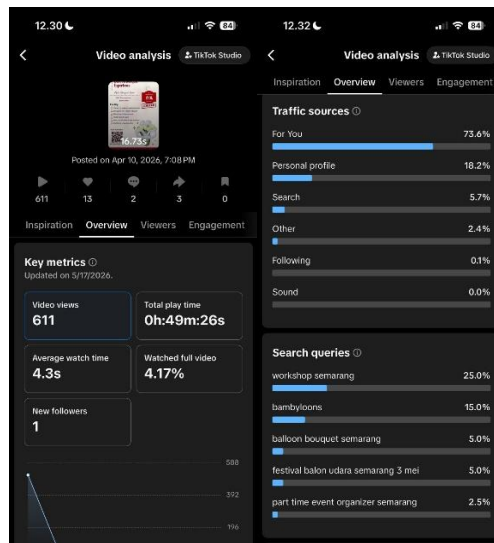 12.30
84
Video analysis
TikTok Studio
16.73s
Posted on Apr 10, 2026, 7:08 PM
611
13
2
3
0
Inspiration
Overview
Viewers
Engagement
Key metrics
Updated on 5/17/2026.
Video views
611
Total play time
0h:49m:26s
Average watch time
4.3s
Watched full video
4.17%
New followers
1
588
392
196
12.32
84
Video analysis
TikTok Studio
Inspiration
Overview
Viewers
Engagement
Traffic sources
For You 73.6%
Personal profile 18.2%
Search 5.7%
Other 2.4%
Following 0.1%
Sound 0.0%
Search queries
workshop semarang 25.0%
bambyloons 15.0%
balloon bouquet semarang 5.0%
festival balon udara semarang 3 mei 5.0%
part time event organizer semarang 2.5%